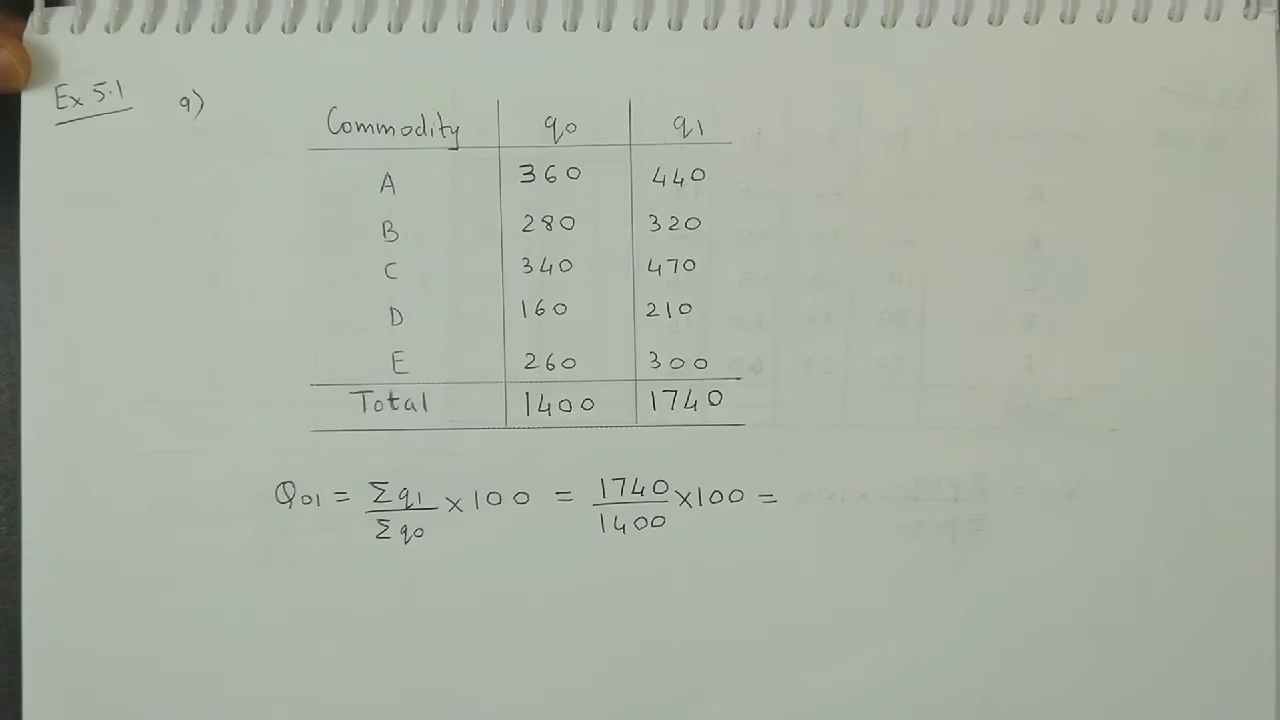 Ex 5.1 a)
Commodity q0 q1
A 360 440
B 280 320
C 340 470
D 160 210
E 260 300
Total 1400 1740
Q01 = Σq1/Σq0 × 100 = 1740/1400 × 100 =